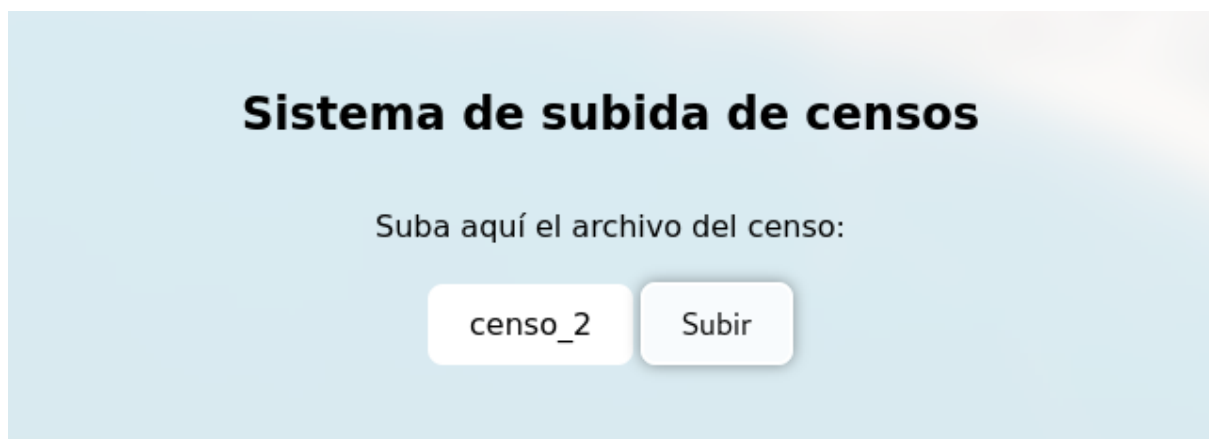 Sistema de subida de censos
Suba aquí el archivo del censo:
censo_2 Subir